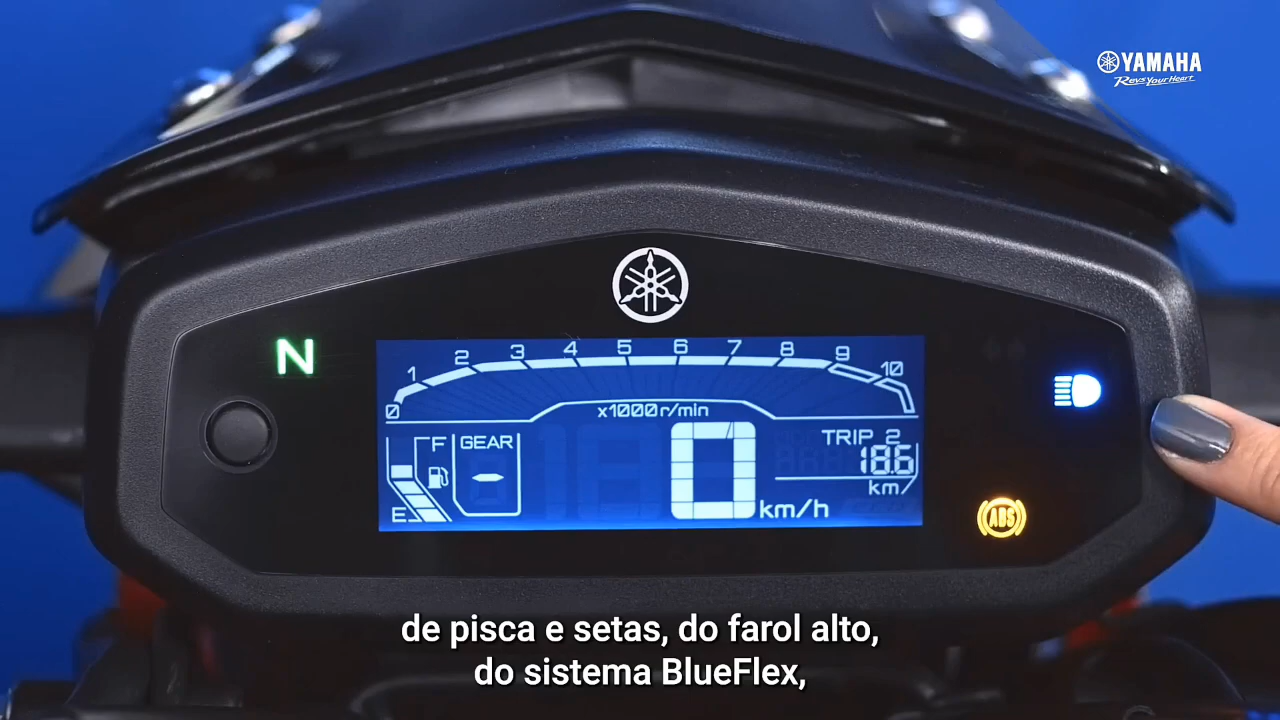 YAMAHA
Revs Your Heart
N
0 1 2 3 4 5 6 7 8 9 10
x1000 r/min
F
GEAR
-
E
0 km/h
TRIP 2
18.6
km/
ABS
de pisca e setas, do farol alto,
do sistema BlueFlex,